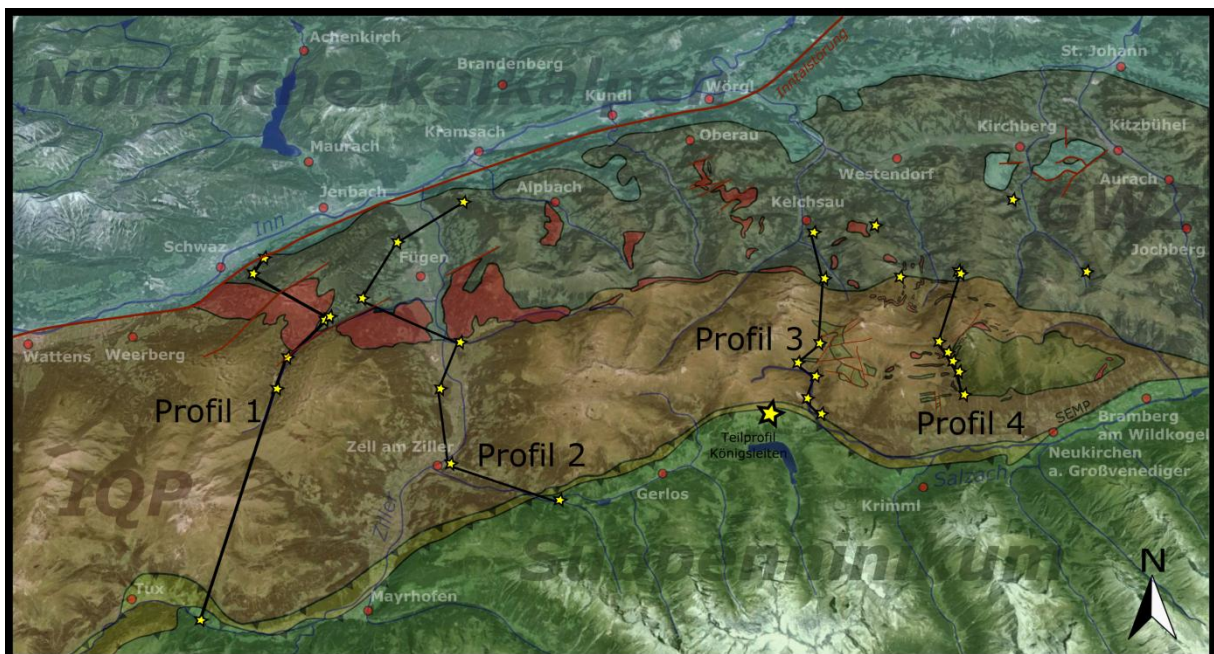 Achenkirch
St. Johann
Brandenberg
Nördliche Kalkalpen
Inntalstörung
Wörgl
Kundl
Kramsach
Oberau
Kirchberg
Kitzbühel
Maurach
Westendorf
Jenbach
Alpbach
Aurach
Kelchsau
GWZ
Inn
Schwaz
Fügen
Jochberg
Wattens
Weerberg
Profil 3
Profil 1
Profil 4
SEMP
Bramberg
am Wildkogel
Teilprofil
Königsleiten
Zell am Ziller
Profil 2
Neukirchen
a. Großvenediger
Gerlos
Salzach
IQP
Ziller
Krimml
Subpenninikum
N
Tux
Mayrhofen